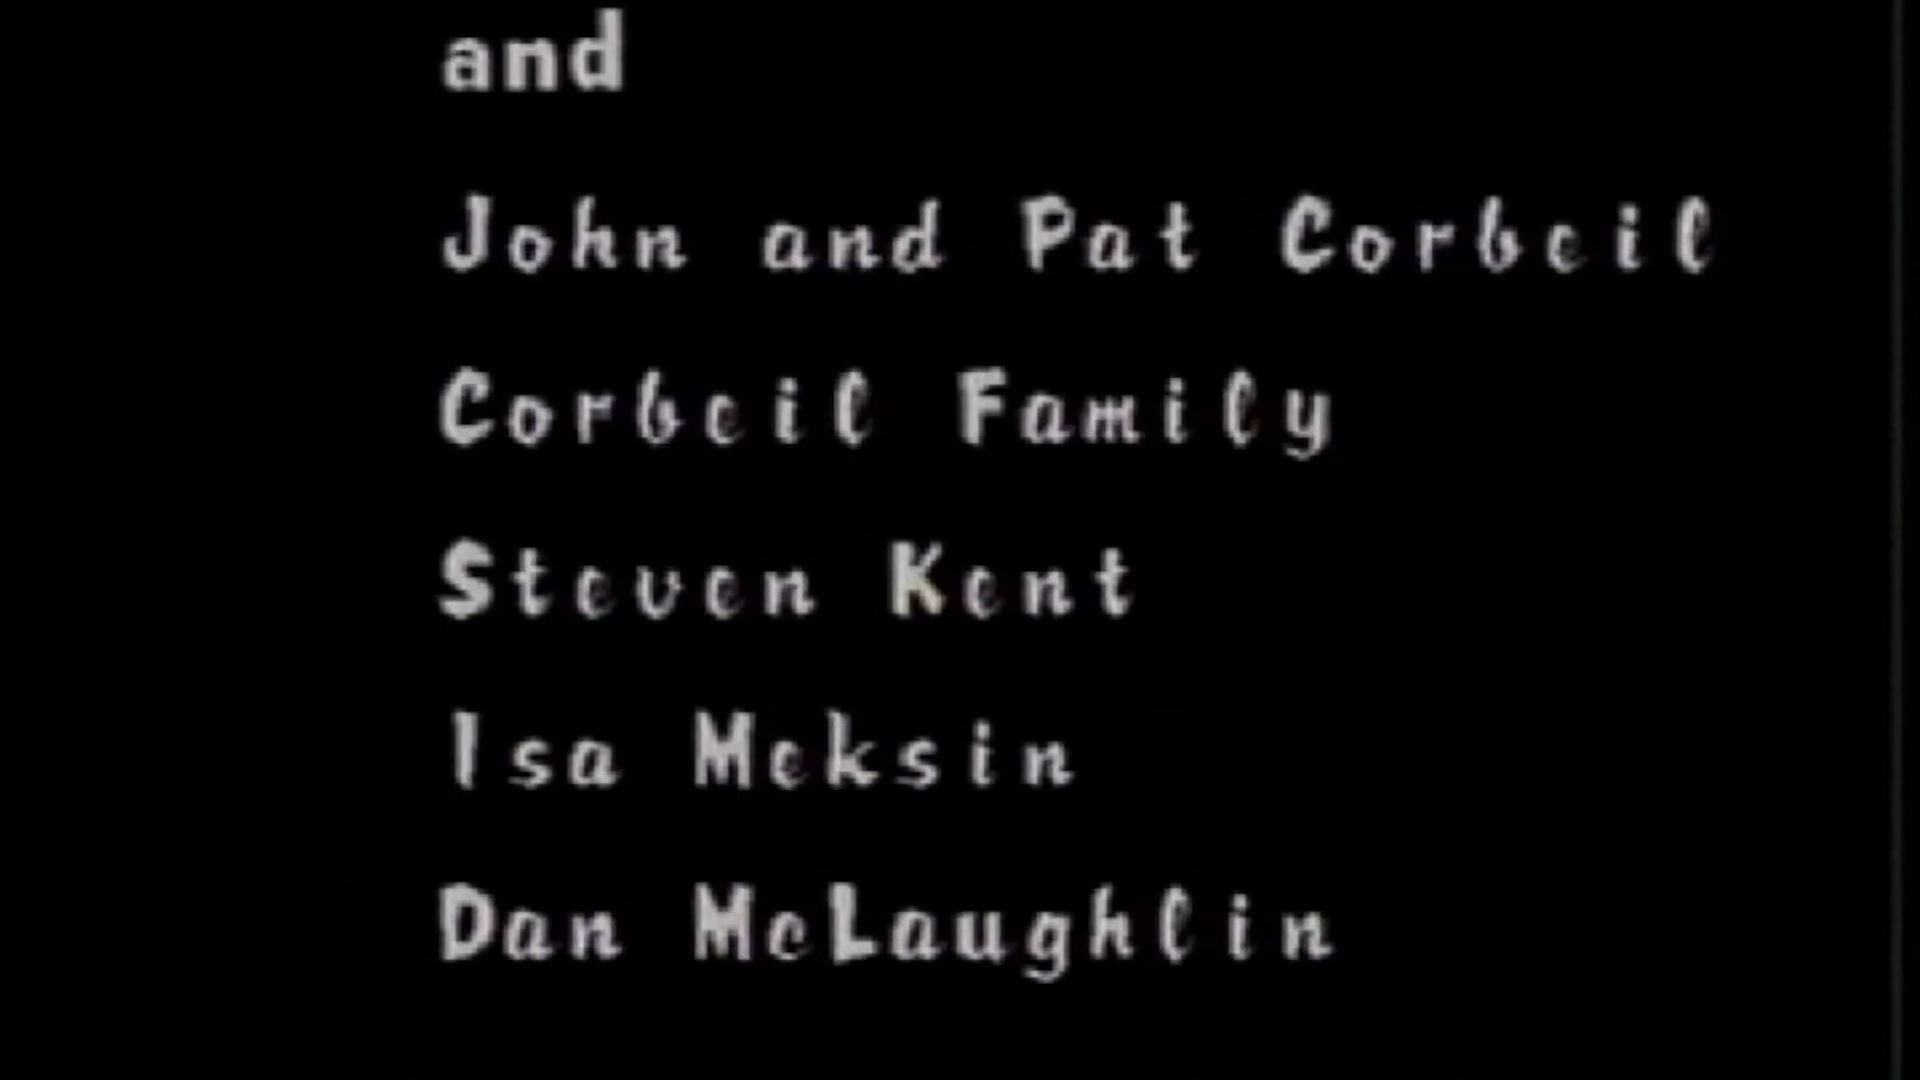 and
John and Pat Corbeil
Corbeil Family
Steven Kent
Isa Meksin
Dan McLaughlin